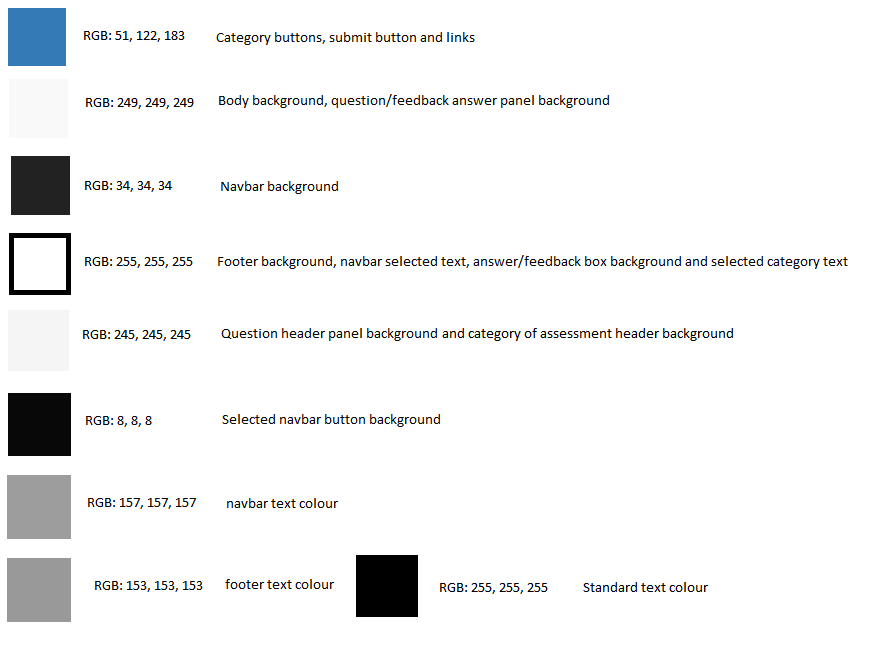 RGB: 51, 122, 183 Category buttons, submit button and links
RGB: 249, 249, 249 Body background, question/feedback answer panel background
RGB: 34, 34, 34 Navbar background
RGB: 255, 255, 255 Footer background, navbar selected text, answer/feedback box background and selected category text
RGB: 245, 245, 245 Question header panel background and category of assessment header background
RGB: 8, 8, 8 Selected navbar button background
RGB: 157, 157, 157 navbar text colour
RGB: 153, 153, 153 footer text colour RGB: 255, 255, 255 Standard text colour